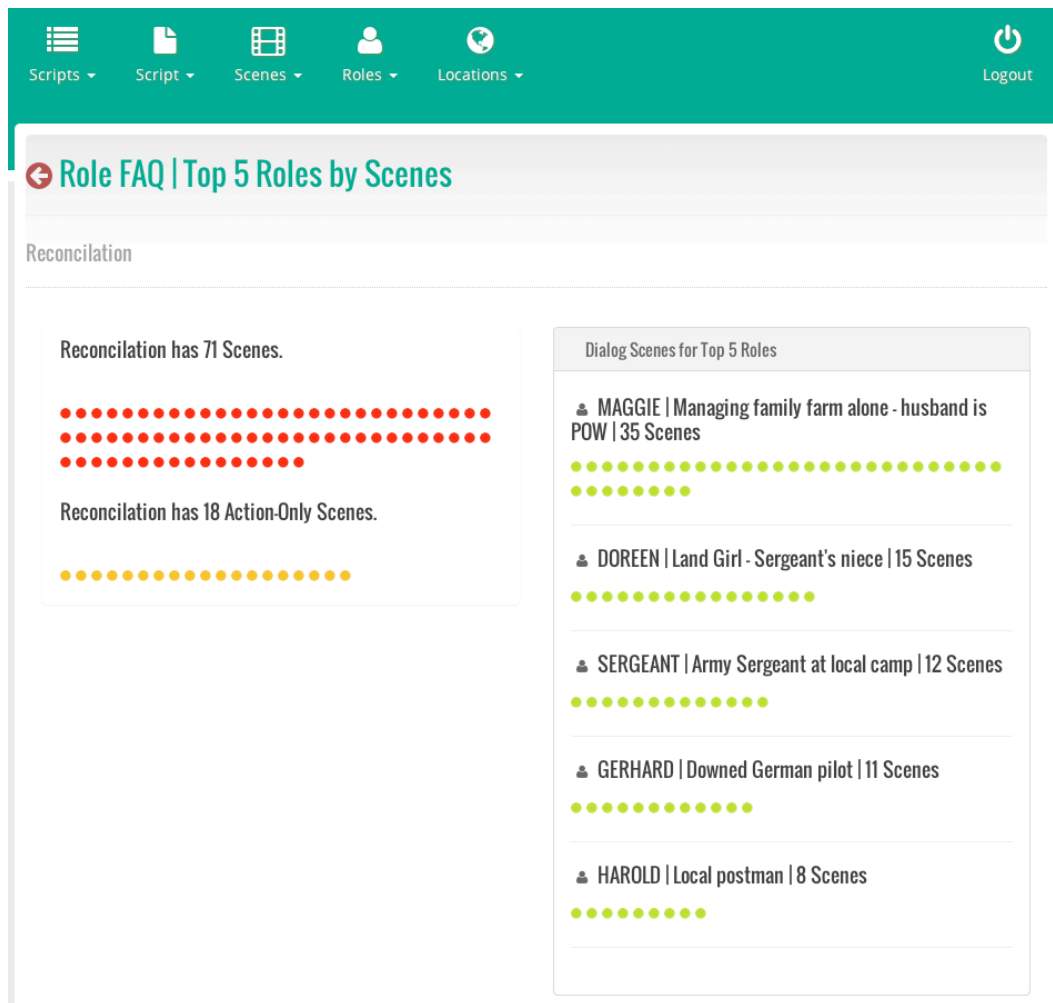 Scripts
Script
Scenes
Roles
Locations
Logout
Role FAQ | Top 5 Roles by Scenes
Reconcilation
Reconcilation has 71 Scenes.
Reconcilation has 18 Action-Only Scenes.
Dialog Scenes for Top 5 Roles
MAGGIE | Managing family farm alone - husband is
POW | 35 Scenes
DOREEN | Land Girl - Sergeant's niece | 15 Scenes
SERGEANT | Army Sergeant at local camp | 12 Scenes
GERHARD | Downed German pilot | 11 Scenes
HAROLD | Local postman | 8 Scenes